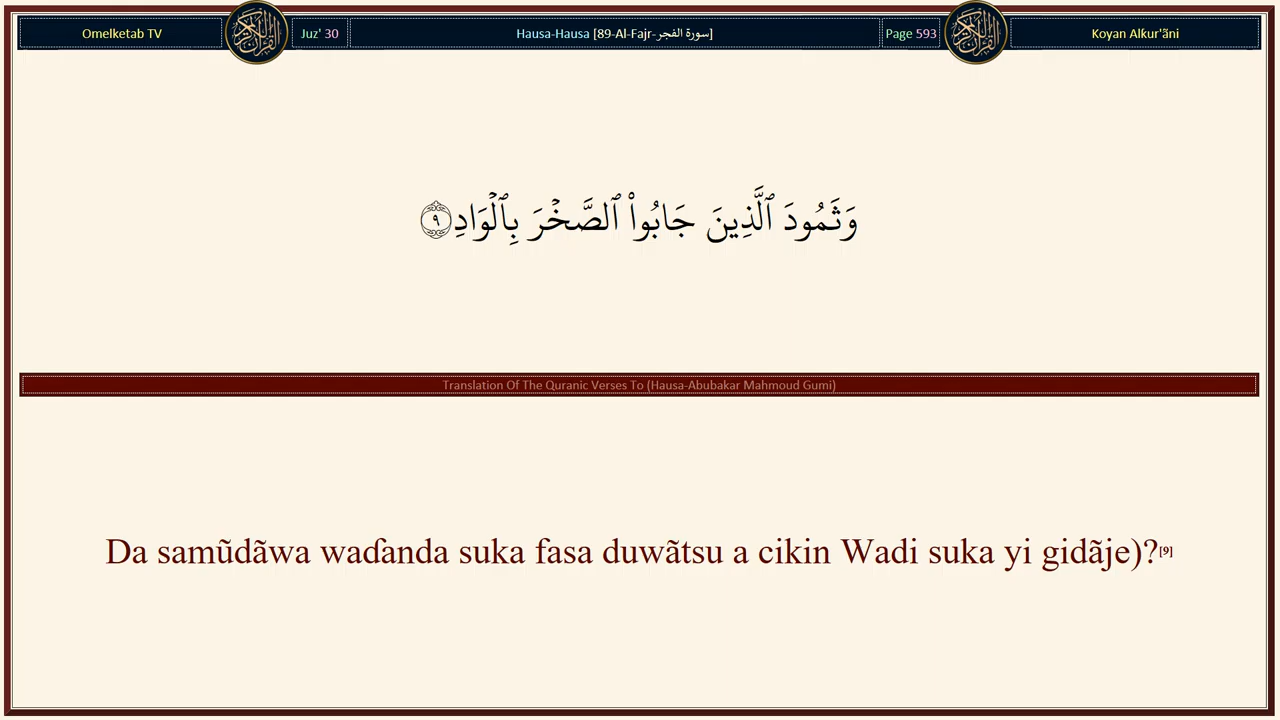 Omelketab TV
Juz' 30
Hausa-Hausa [89-Al-Fajr-سورة الفجر]
Page 593
Koyan Alƙur'ãni
وَثَمُودَ ٱلَّذِينَ جَابُوا۟ ٱلصَّخْرَ بِٱلْوَادِ ٩
Translation Of The Quranic Verses To (Hausa-Abubakar Mahmoud Gumi)
Da samũdãwa waɗanda suka fasa duwãtsu a cikin Wadi suka yi gidãje)?[9]